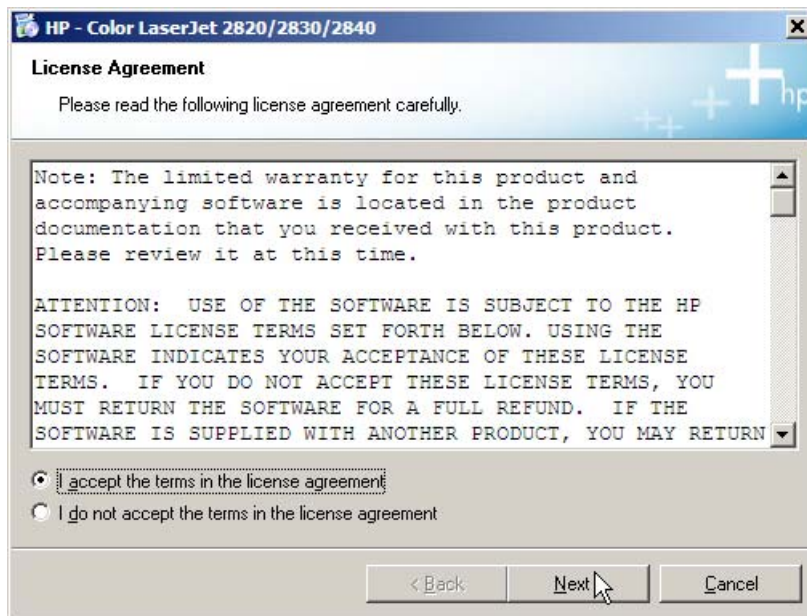 HP - Color LaserJet 2820/2830/2840
License Agreement
Please read the following license agreement carefully.
hp
Note: The limited warranty for this product and
accompanying software is located in the product
documentation that you received with this product.
Please review it at this time.
ATTENTION:  USE OF THE SOFTWARE IS SUBJECT TO THE HP
SOFTWARE LICENSE TERMS SET FORTH BELOW. USING THE
SOFTWARE INDICATES YOUR ACCEPTANCE OF THESE LICENSE
TERMS.  IF YOU DO NOT ACCEPT THESE LICENSE TERMS, YOU
MUST RETURN THE SOFTWARE FOR A FULL REFUND.  IF THE
SOFTWARE IS SUPPLIED WITH ANOTHER PRODUCT, YOU MAY RETURN
I accept the terms in the license agreement
I do not accept the terms in the license agreement
< Back Next Cancel